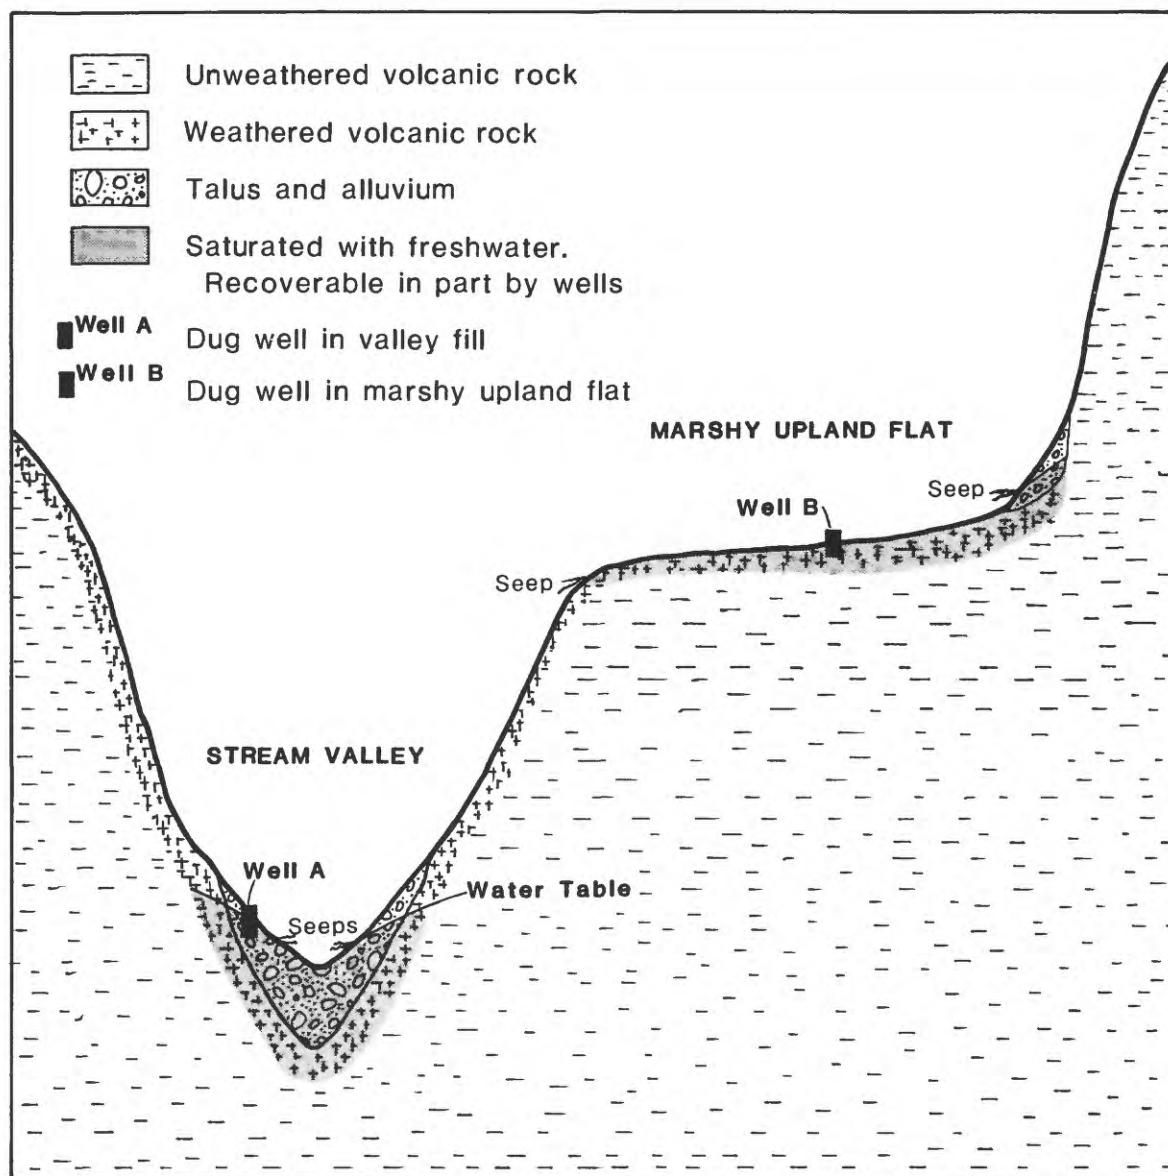 Unweathered volcanic rock
Weathered volcanic rock
Talus and alluvium
Saturated with freshwater.
Recoverable in part by wells
Well A
Dug well in valley fill
Well B
Dug well in marshy upland flat
MARSHY UPLAND FLAT
Seep
Well B
Seep
STREAM VALLEY
Well A
Water Table
Seeps